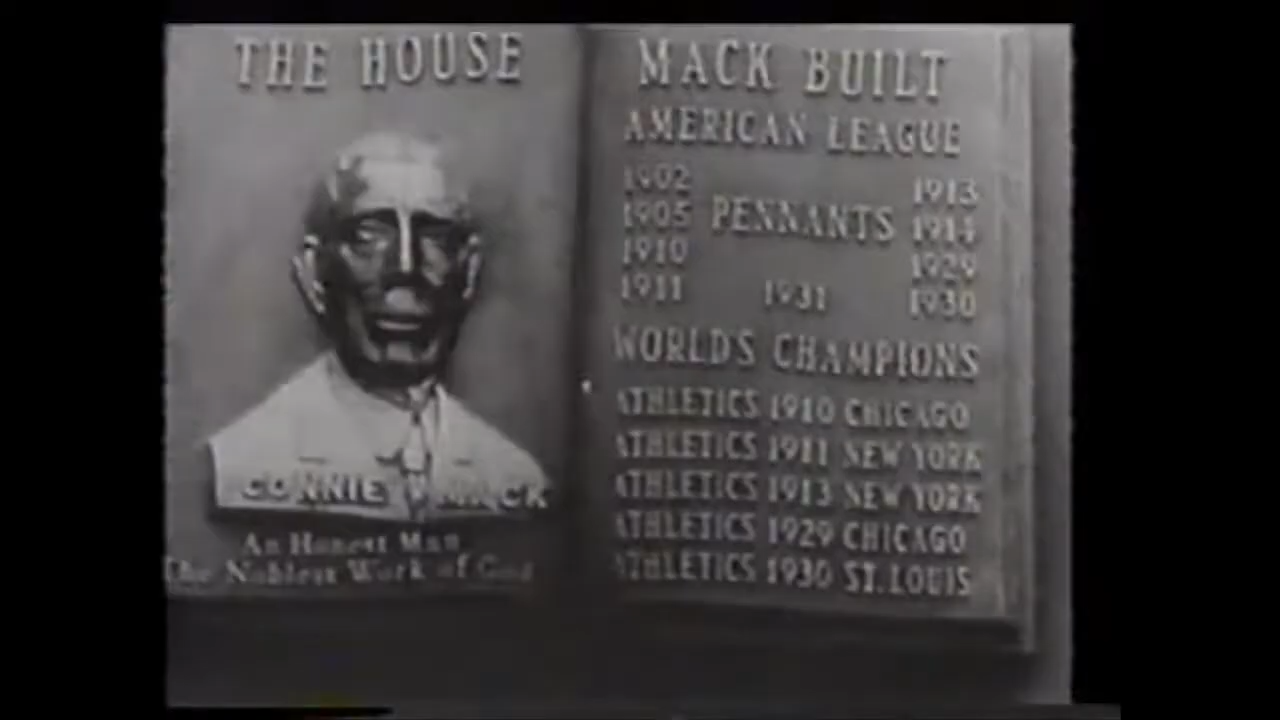 THE HOUSE
CONNIE MACK
An Honest Man
The Noblest Work of God
MACK BUILT
AMERICAN LEAGUE
1902 1913
1905 PENNANTS 1914
1910 1929
1911 1931 1930
WORLD'S CHAMPIONS
ATHLETICS 1910 CHICAGO
ATHLETICS 1911 NEW YORK
ATHLETICS 1913 NEW YORK
ATHLETICS 1929 CHICAGO
ATHLETICS 1930 ST. LOUIS